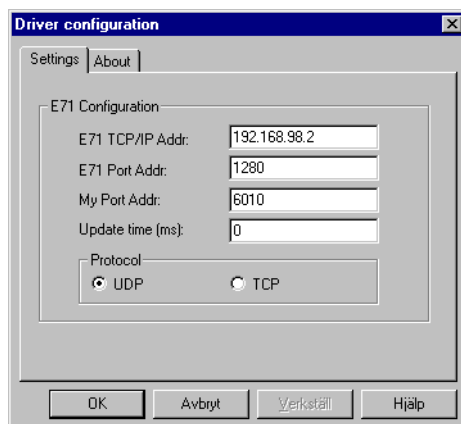 Driver configuration
Settings About
E71 Configuration
E71 TCP/IP Addr: 192.168.98.2
E71 Port Addr: 1280
My Port Addr: 6010
Update time (ms): 0
Protocol
UDP TCP
OK Avbryt Verkställ Hjälp